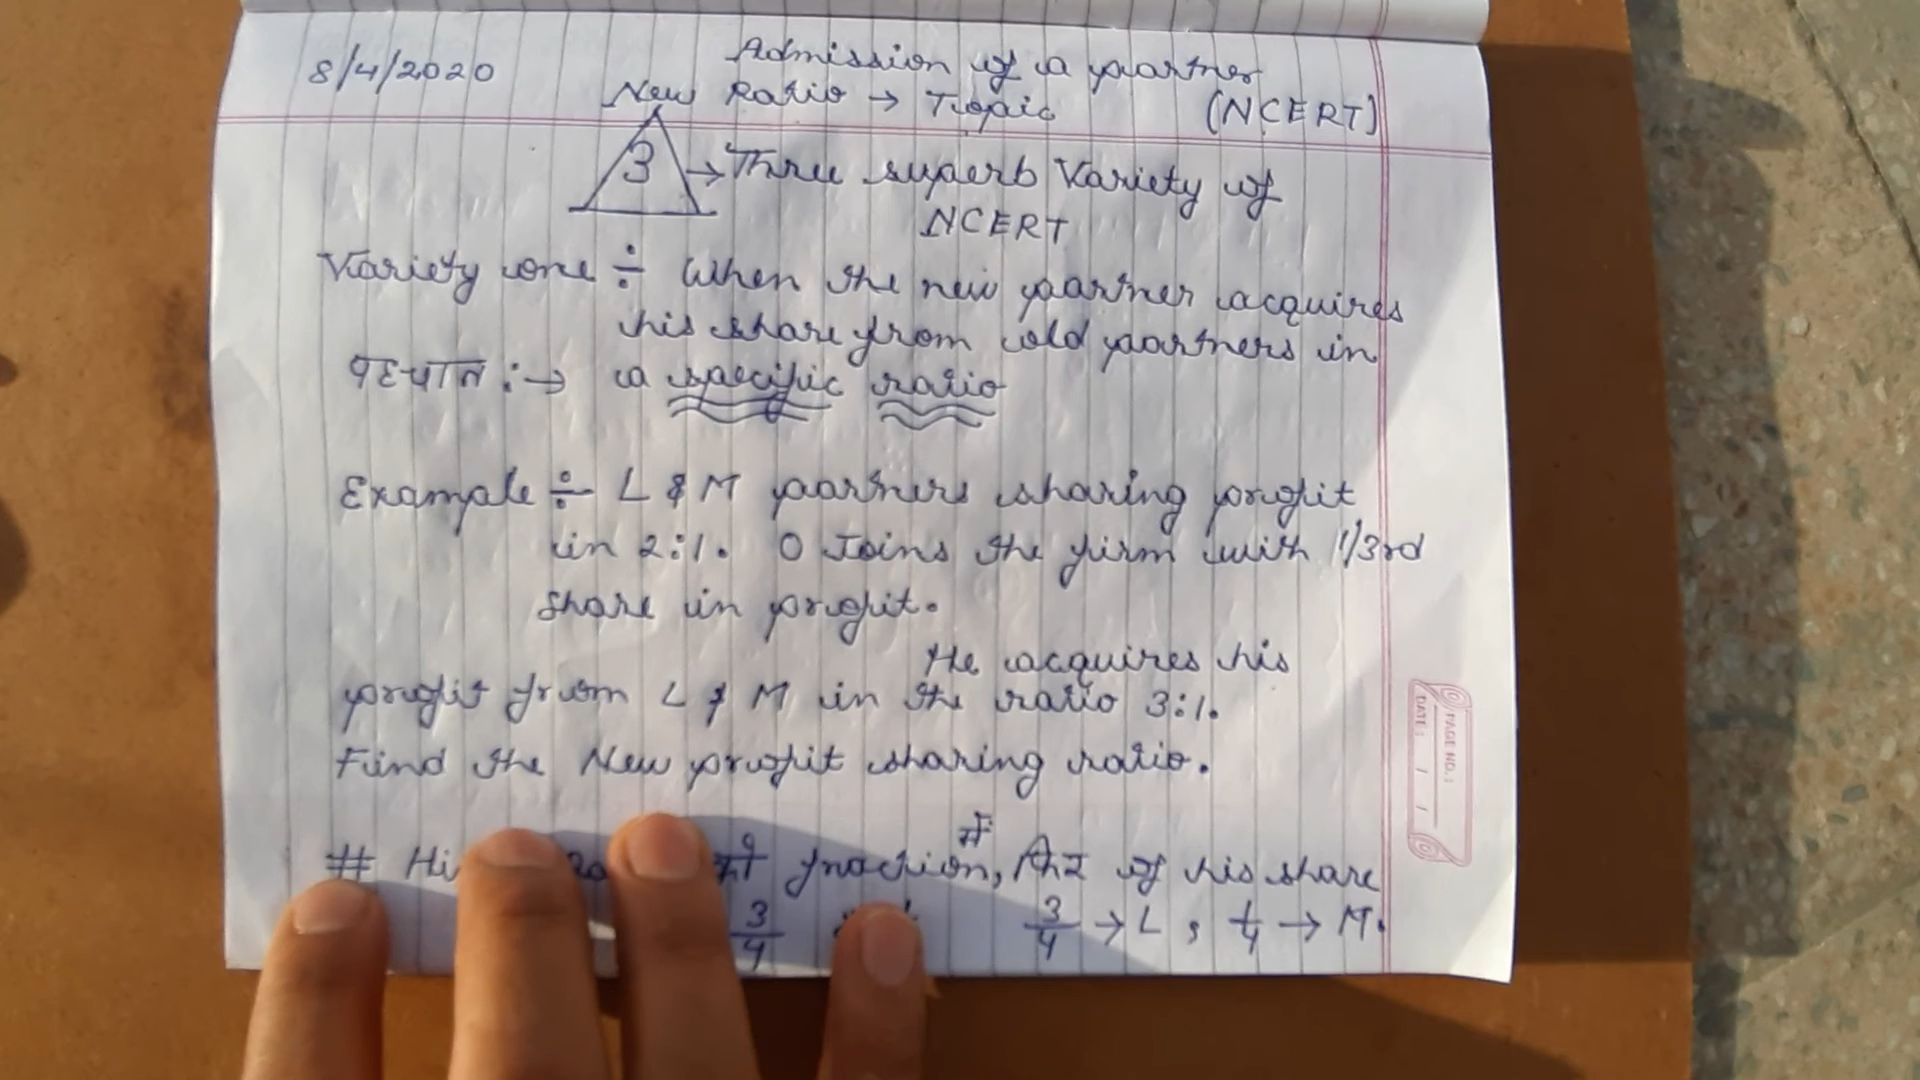 8/4/2020
Admission of a partner
New Ratio → Topic (NCERT)
3 → Three superb Variety of
NCERT
Variety one ÷ When the new partner acquires
his share from old partners in
पहचान :→ a specific ratio
Example ÷ L & M partners sharing profit
in 2:1. O Joins the firm with 1/3rd
share in profit.
He acquires his
profit from L & M in the ratio 3:1.
Find the New profit sharing ratio.
# Hi fraction, of his share
3/4 3/4 → L , 1/4 → M.
PAGE NO.:
DATE: / /